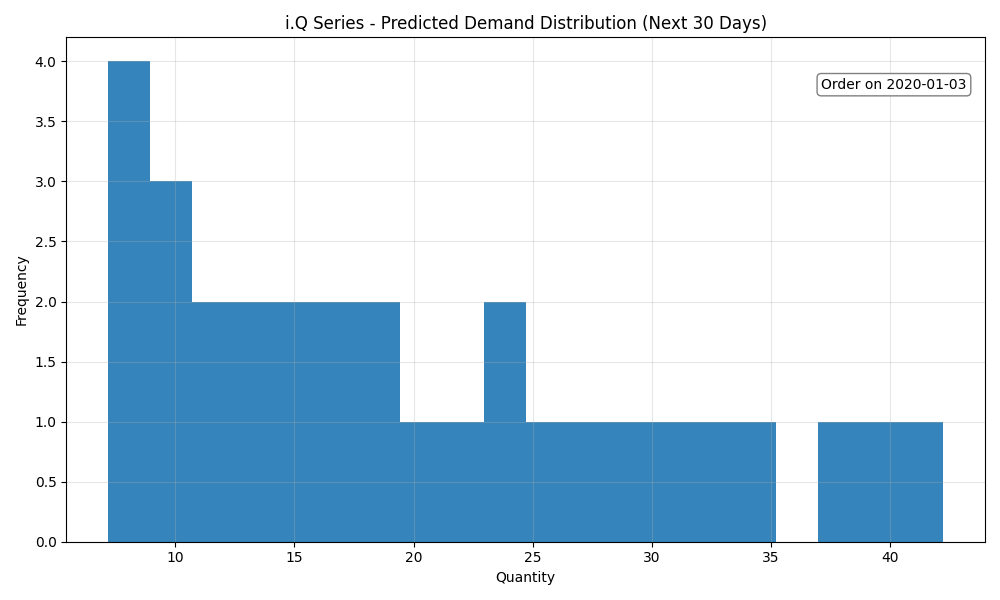 i.Q Series - Predicted Demand Distribution (Next 30 Days)
Order on 2020-01-03
Frequency
4.0
3.5
3.0
2.5
2.0
1.5
1.0
0.5
0.0
10 15 20 25 30 35 40
Quantity